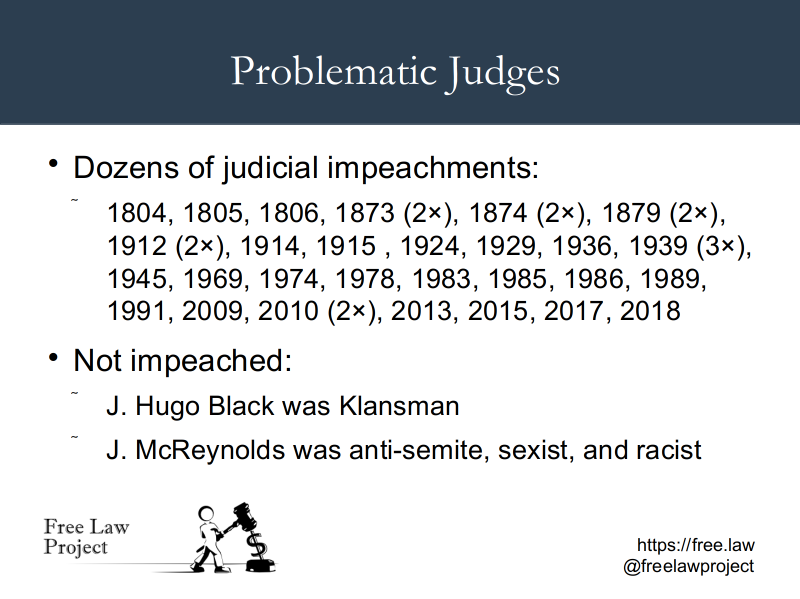 Problematic Judges
• Dozens of judicial impeachments:
~ 1804, 1805, 1806, 1873 (2×), 1874 (2×), 1879 (2×),
1912 (2×), 1914, 1915 , 1924, 1929, 1936, 1939 (3×),
1945, 1969, 1974, 1978, 1983, 1985, 1986, 1989,
1991, 2009, 2010 (2×), 2013, 2015, 2017, 2018
• Not impeached:
~ J. Hugo Black was Klansman
~ J. McReynolds was anti-semite, sexist, and racist
Free Law
Project
$
https://free.law
@freelawproject